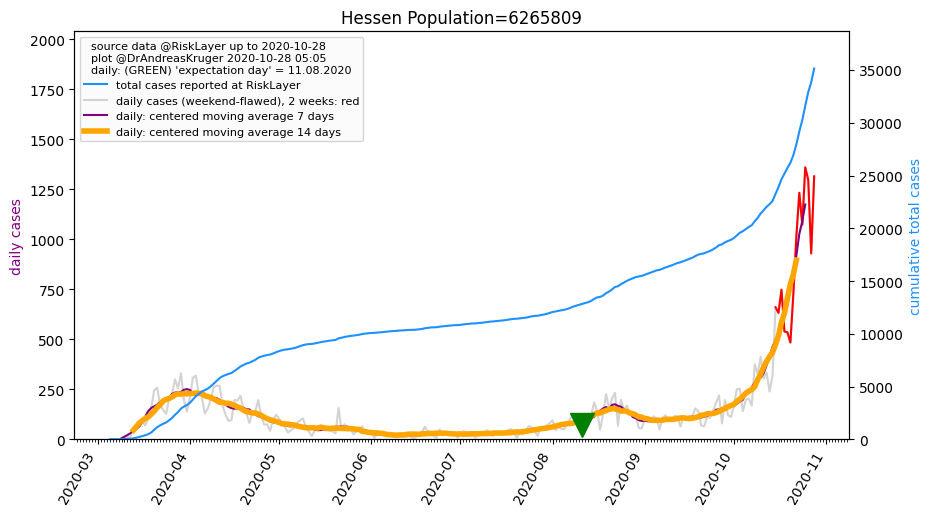 Hessen Population=6265809
source data @RiskLayer up to 2020-10-28
plot @DrAndreasKruger 2020-10-28 05:05
daily: (GREEN) 'expectation day' = 11.08.2020
total cases reported at RiskLayer
daily cases (weekend-flawed), 2 weeks: red
daily: centered moving average 7 days
daily: centered moving average 14 days
daily cases
2000
1750
1500
1250
1000
750
500
250
0
cumulative total cases
35000
30000
25000
20000
15000
10000
5000
0
2020-03
2020-04
2020-05
2020-06
2020-07
2020-08
2020-09
2020-10
2020-11